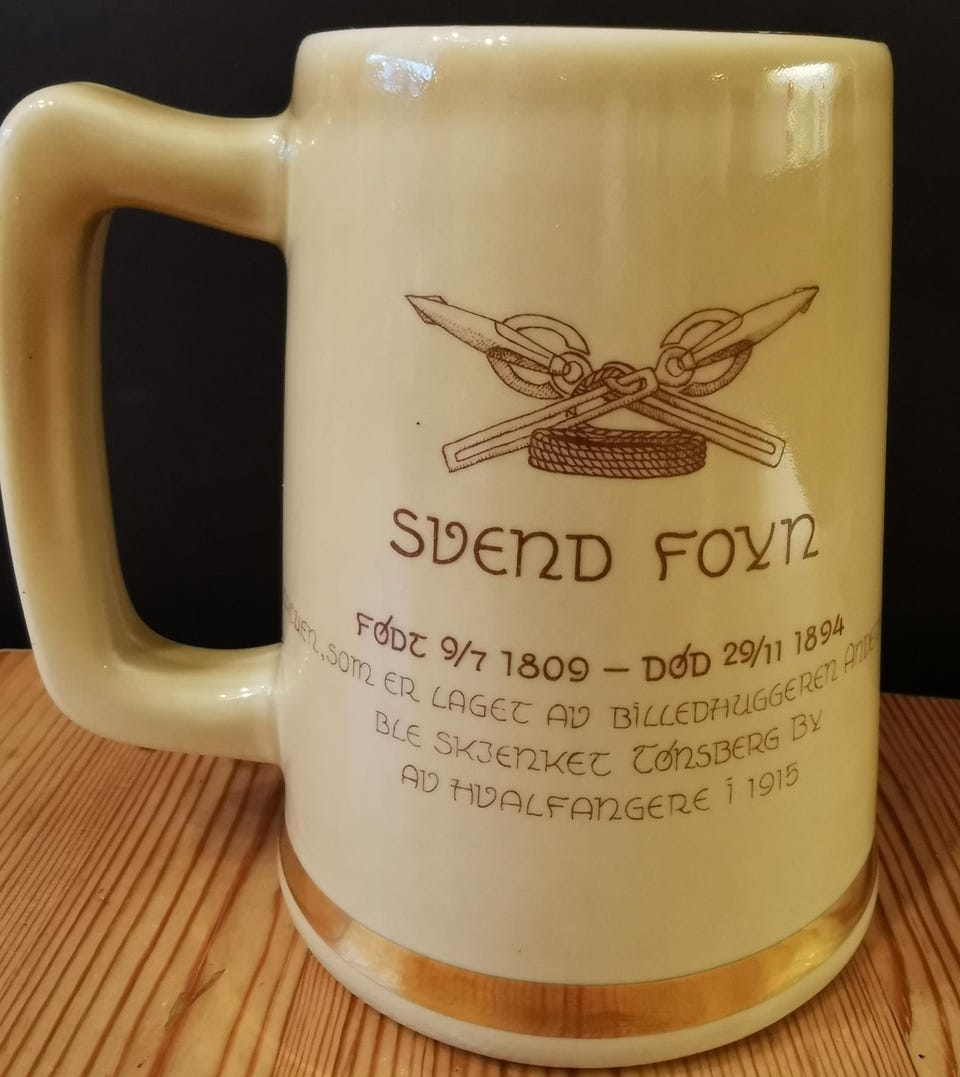 SVEND FOYN
FØDT 9/7 1809 – DØD 29/11 1894
SOM ER LAGET AV BILLEDHUGGEREN
BLE SKJENKET TØNSBERG BY
AV HVALFANGERE I 1915